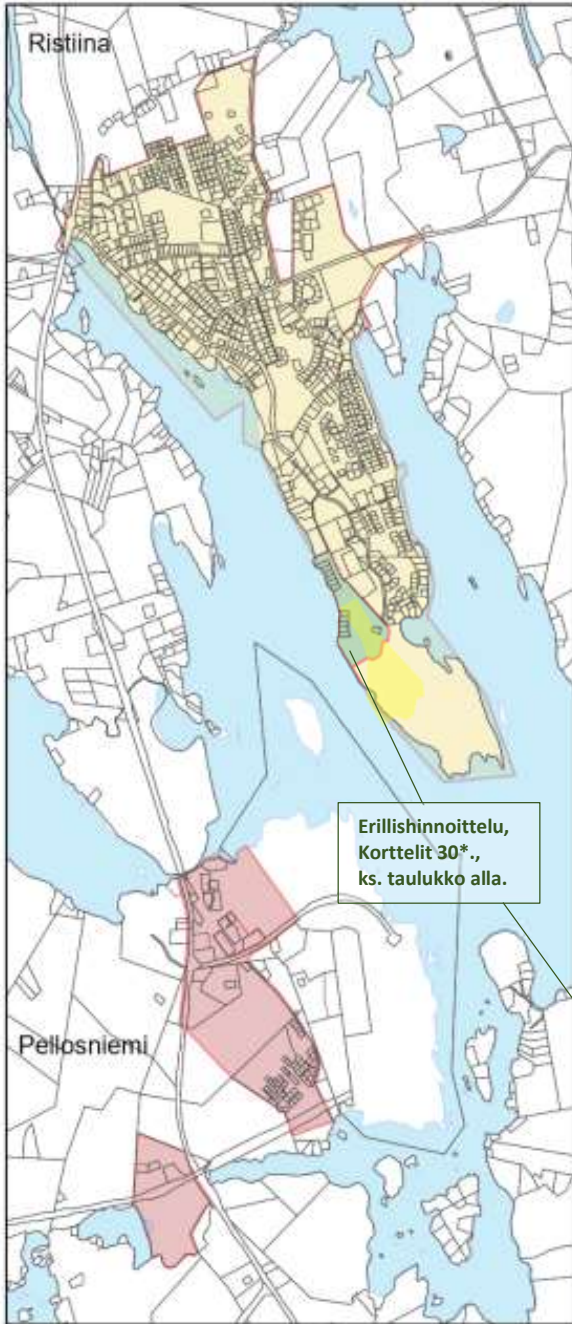 Ristiina
Erillishinnoittelu,
Korttelit 30*.,
ks. taulukko alla.
Pellosniemi